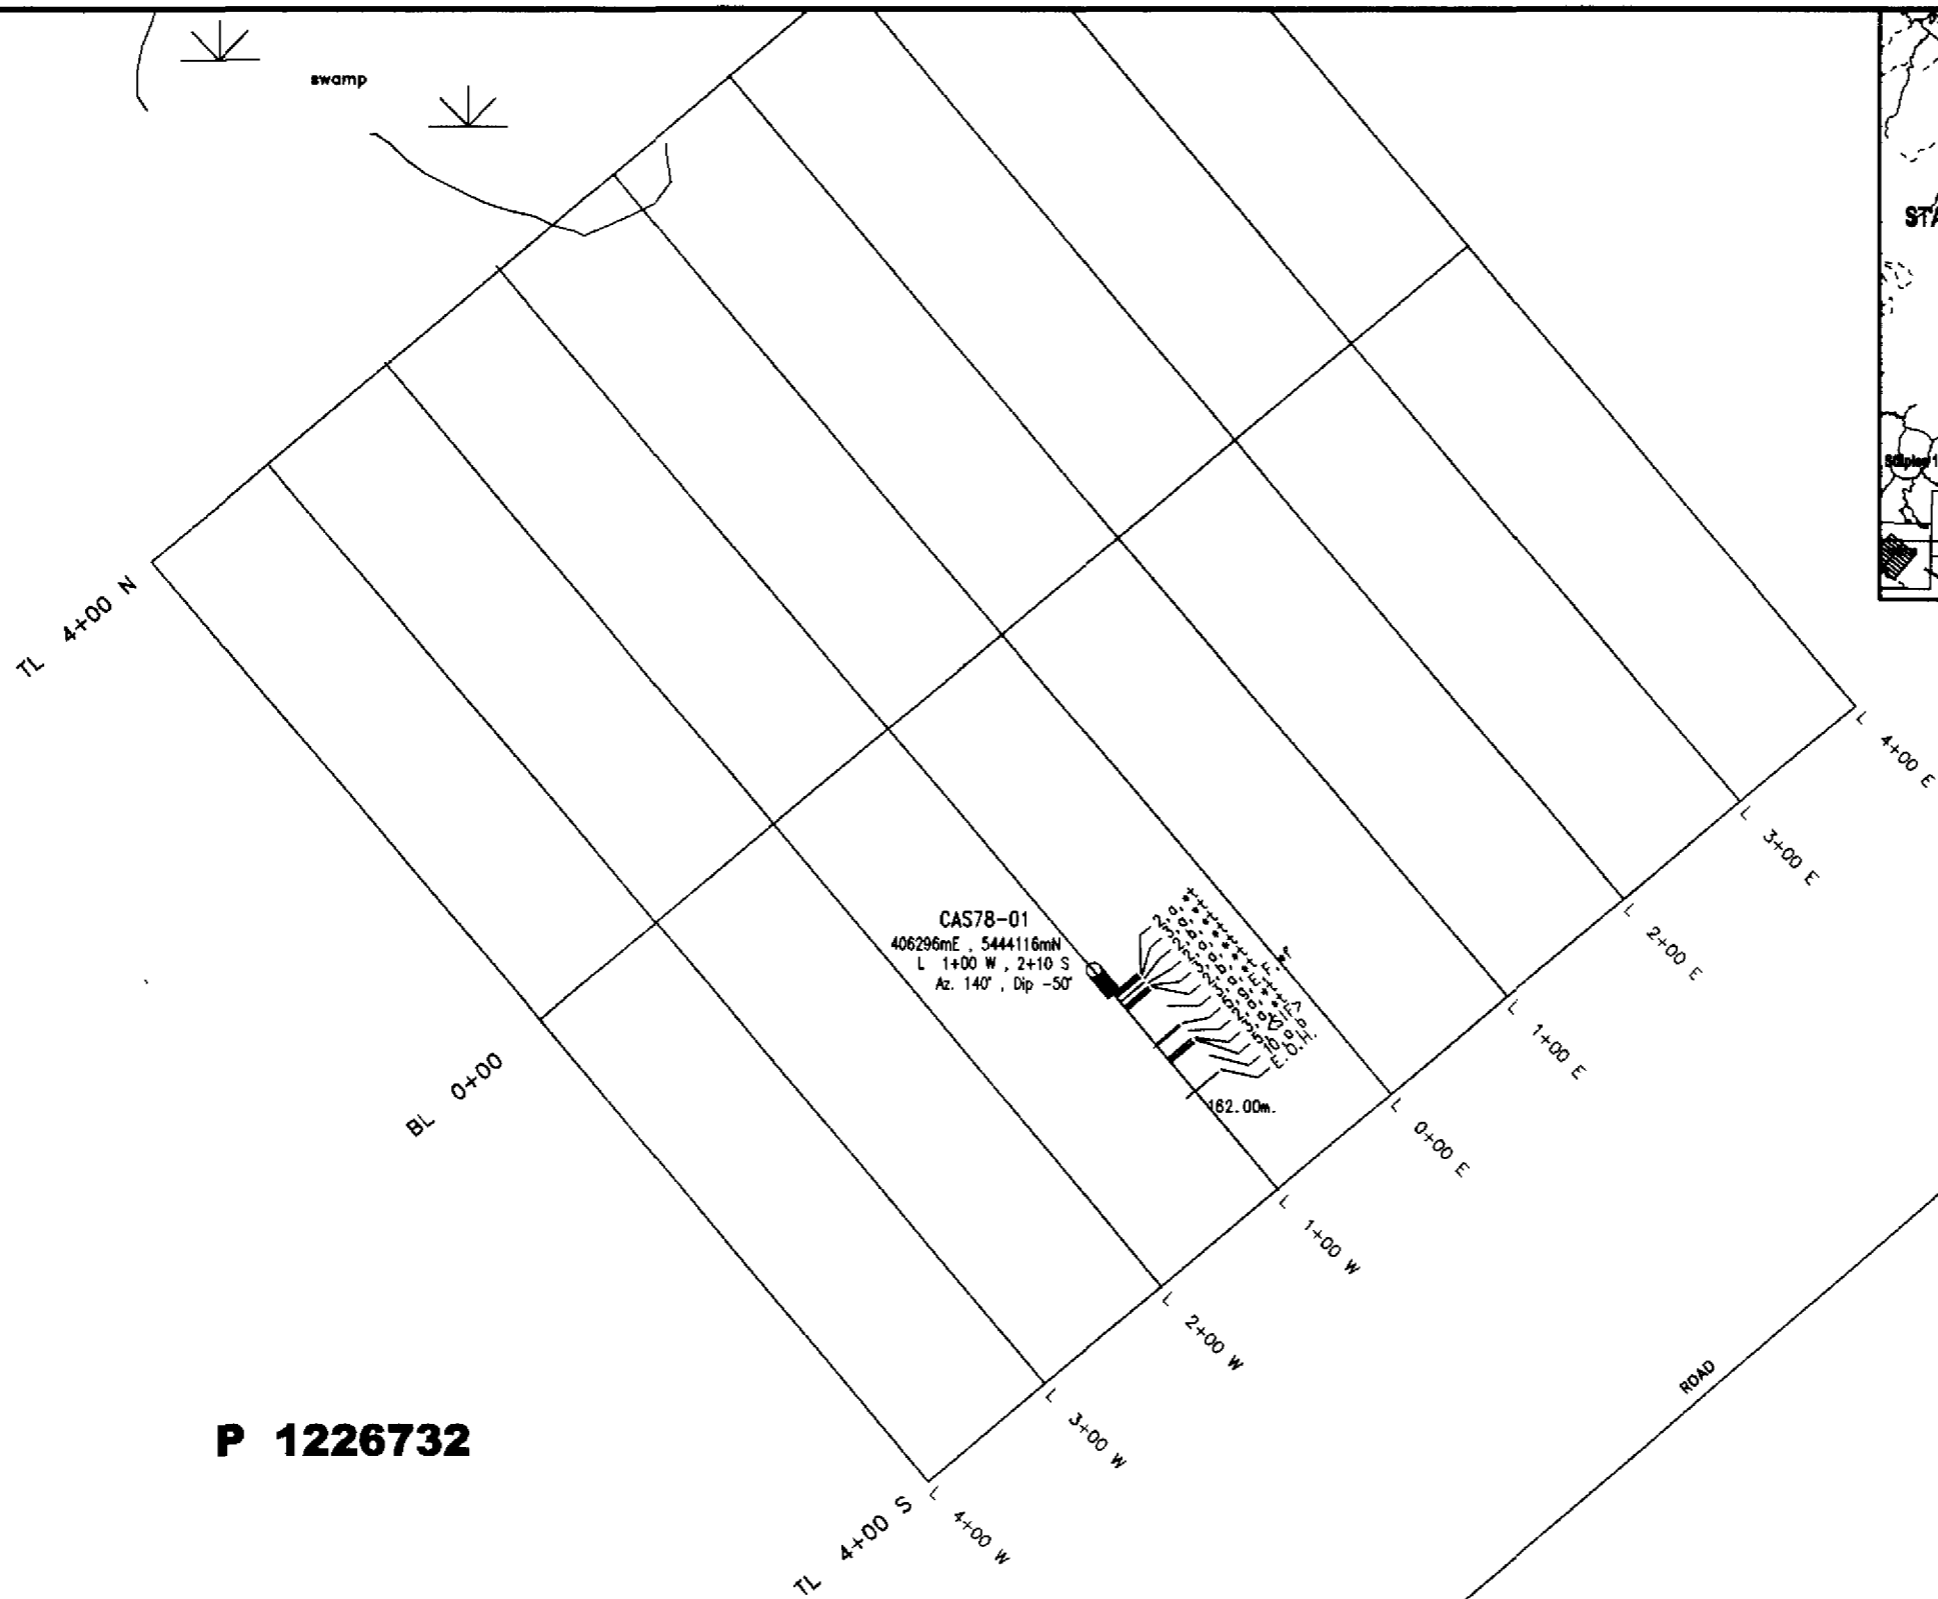 swamp
STA
TL 4+00 N
BL 0+00
TL 4+00 S
CAS78-01
406296mE , 5444116mN
L 1+00 W , 2+10 S
Az. 140° , Dip -50°
E.O.H.
162.00m.
L 4+00 E
L 3+00 E
L 2+00 E
L 1+00 E
L 0+00 E
L 1+00 W
L 2+00 W
L 3+00 W
L 4+00 W
ROAD
P 1226732